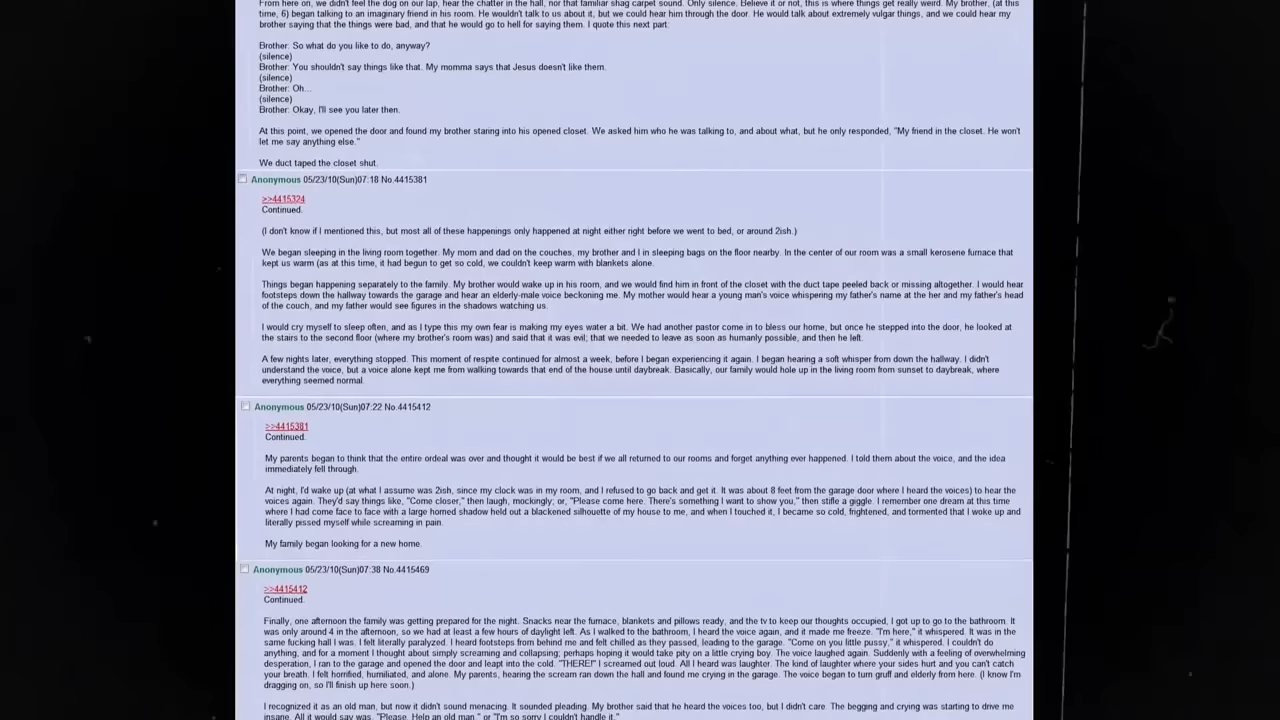 From here on, we didn't feel the dog on our lap, hear the chatter in the hall, nor that familiar shag carpet sound. Only silence. Believe it or not, this is where things get really weird. My brother, (at this
time, 6) began talking to an imaginary friend in his room. He wouldn't talk to us about it, but we could hear him through the door. He would talk about extremely vulgar things, and we could hear my
brother saying that the things were bad, and that he would go to hell for saying them. I quote this next part:
Brother: So what do you like to do, anyway?
(silence)
Brother: You shouldn't say things like that. My momma says that Jesus doesn't like them.
(silence)
Brother: Oh...
(silence)
Brother: Okay, I'll see you later then.
At this point, we opened the door and found my brother staring into his opened closet. We asked him who he was talking to, and about what, but he only responded, "My friend in the closet. He won't
let me say anything else."
We duct taped the closet shut.
Anonymous 05/23/10(Sun)07:18 No.4415381
>>4415324
Continued.
(I don't know if I mentioned this, but most all of these happenings only happened at night either right before we went to bed, or around 2ish.)
We began sleeping in the living room together. My mom and dad on the couches, my brother and I in sleeping bags on the floor nearby. In the center of our room was a small kerosene furnace that
kept us warm (as at this time, it had begun to get so cold, we couldn't keep warm with blankets alone.
Things began happening separately to the family. My brother would wake up in his room, and we would find him in front of the closet with the duct tape peeled back or missing altogether. I would hear
footsteps down the hallway towards the garage and hear an elderly-male voice beckoning me. My mother would hear a young man's voice whispering my father's name at the her and my father's head
of the couch, and my father would see figures in the shadows watching us.
I would cry myself to sleep often, and as I type this my own fear is making my eyes water a bit. We had another pastor come in to bless our home, but once he stepped into the door, he looked at
the stairs to the second floor (where my brother's room was) and said that it was evil; that we needed to leave as soon as humanly possible, and then he left.
A few nights later, everything stopped. This moment of respite continued for almost a week, before I began experiencing it again. I began hearing a soft whisper from down the hallway. I didn't
understand the voice, but a voice alone kept me from walking towards that end of the house until daybreak. Basically, our family would hole up in the living room from sunset to daybreak, where
everything seemed normal.
Anonymous 05/23/10(Sun)07:22 No.4415412
>>4415381
Continued.
My parents began to think that the entire ordeal was over and thought it would be best if we all returned to our rooms and forget anything ever happened. I told them about the voice, and the idea
immediately fell through.
At night, I'd wake up (at what I assume was 2ish, since my clock was in my room, and I refused to go back and get it. It was about 8 feet from the garage door where I heard the voices) to hear the
voices again. They'd say things like, "Come closer," then laugh, mockingly; or, "Please come here. There's something I want to show you," then stifle a giggle. I remember one dream at this time
where I had come face to face with a large horned shadow held out a blackened silhouette of my house to me, and when I touched it, I became so cold, frightened, and tormented that I woke up and
literally pissed myself while screaming in pain.
My family began looking for a new home.
Anonymous 05/23/10(Sun)07:38 No.4415469
>>4415412
Continued.
Finally, one afternoon the family was getting prepared for the night. Snacks near the furnace, blankets and pillows ready, and the tv to keep our thoughts occupied, I got up to go to the bathroom. It
was only around 4 in the afternoon, so we had at least a few hours of daylight left. As I walked to the bathroom, I heard the voice again, and it made me freeze. "I'm here," it whispered. It was in the
same fucking hall I was. I felt literally paralyzed. I heard footsteps from behind me and felt chilled as they passed, leading to the garage. "Come on you little pussy," it whispered. I couldn't do
anything, and for a moment I thought about simply screaming and collapsing; perhaps hoping it would take pity on a little crying boy. The voice laughed again. Suddenly with a feeling of overwhelming
desperation, I ran to the garage and opened the door and leapt into the cold. "THERE!" I screamed out loud. All I heard was laughter. The kind of laughter where your sides hurt and you can't catch
your breath. I felt horrified, humiliated, and alone. My parents, hearing the scream ran down the hall and found me crying in the garage. The voice began to turn gruff and elderly from here. (I know I'm
dragging on, so I'll finish up here soon.)
I recognized it as an old man, but now it didn't sound menacing. It sounded pleading. My brother said that he heard the voices too, but I didn't care. The begging and crying was starting to drive me
insane. All it would say was, "Please. Help an old man," or "I'm so sorry I couldn't handle it."